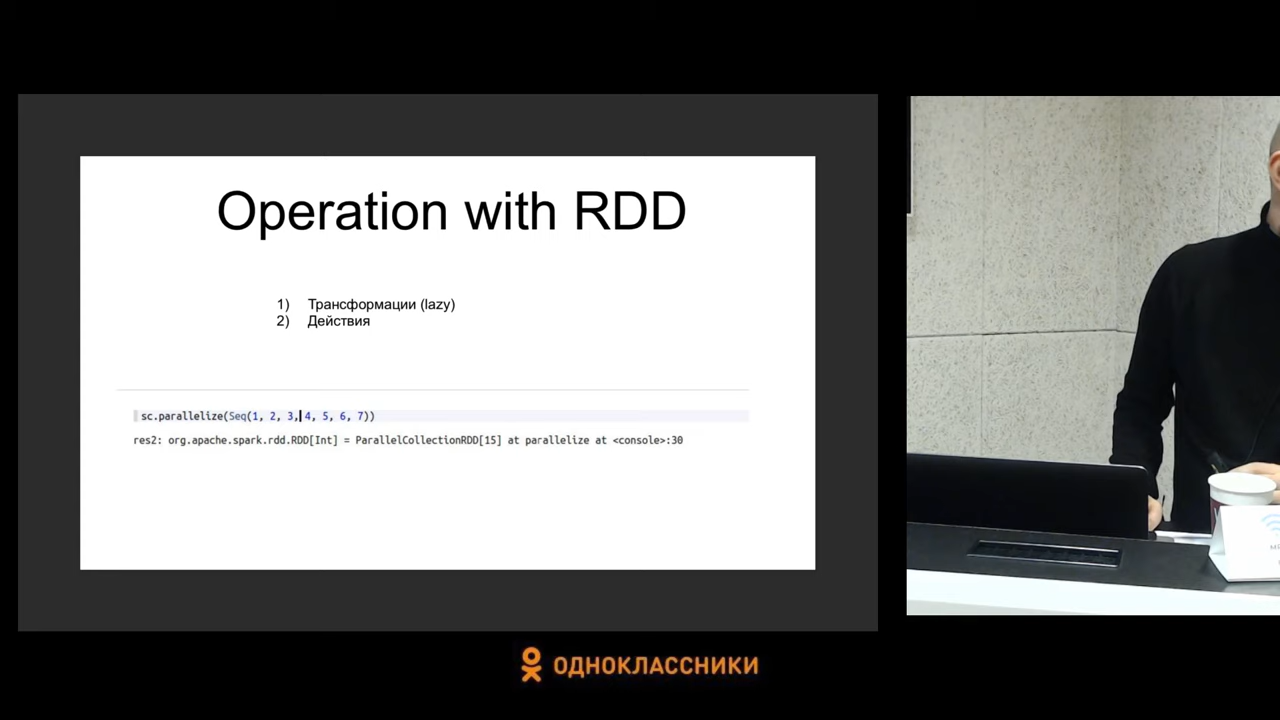 Operation with RDD
1) Трансформации (lazy)
2) Действия
sc.parallelize(Seq(1, 2, 3, 4, 5, 6, 7))
res2: org.apache.spark.rdd.RDD[Int] = ParallelCollectionRDD[15] at parallelize at <console>:30
ОДНОКЛАССНИКИ